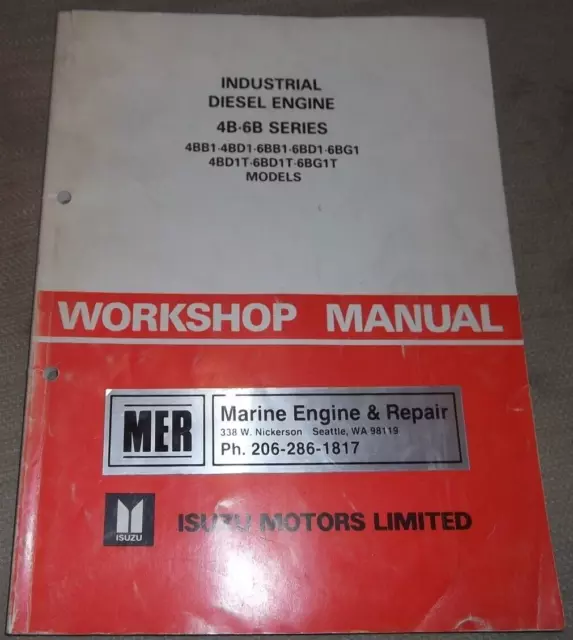 INDUSTRIAL
DIESEL ENGINE
4B·6B SERIES
4BB1·4BD1·6BB1·6BD1·6BG1
4BD1T·6BD1T·6BG1T
MODELS
WORKSHOP MANUAL
MER
Marine Engine & Repair
338 W. Nickerson Seattle, WA 98119
Ph. 206-286-1817
ISUZU
ISUZU MOTORS LIMITED